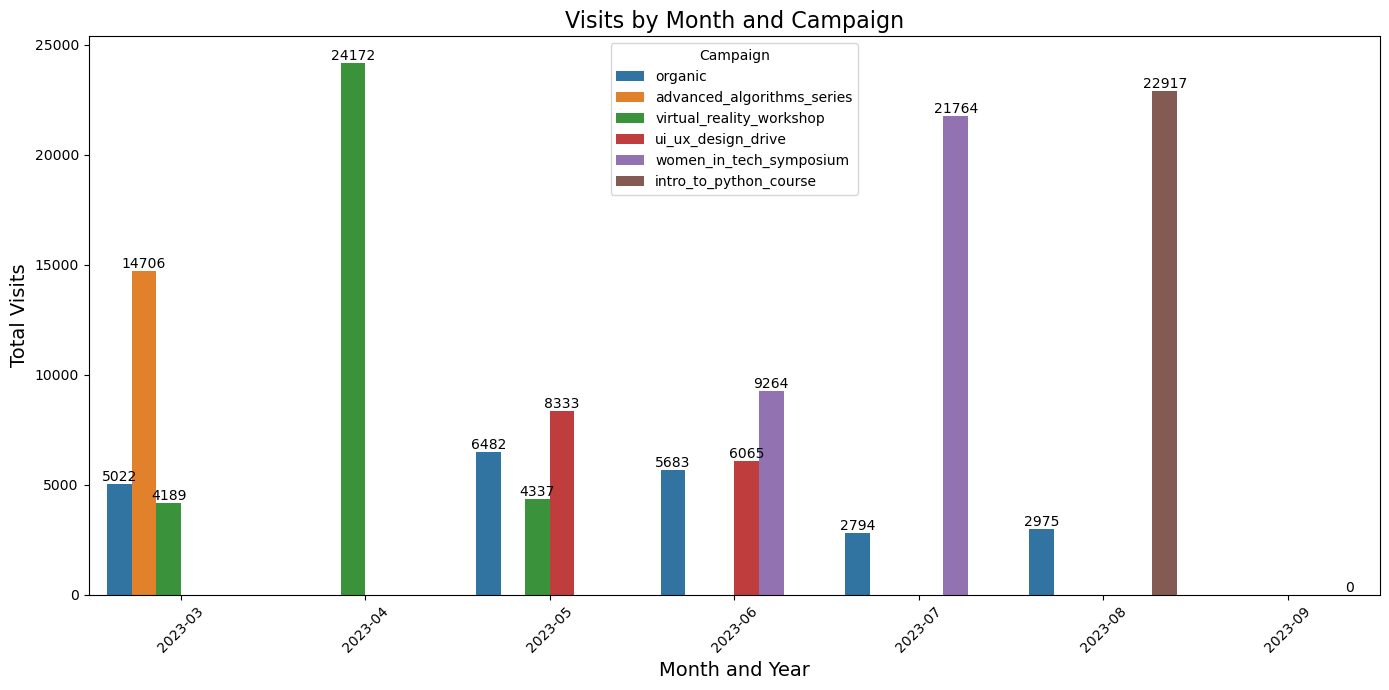 Visits by Month and Campaign
Total Visits
25000
20000
15000
10000
5000
0
Campaign
organic
advanced_algorithms_series
virtual_reality_workshop
ui_ux_design_drive
women_in_tech_symposium
intro_to_python_course
5022
14706
4189
24172
6482
4337
8333
5683
6065
9264
2794
21764
2975
22917
0
2023-03
2023-04
2023-05
2023-06
2023-07
2023-08
2023-09
Month and Year